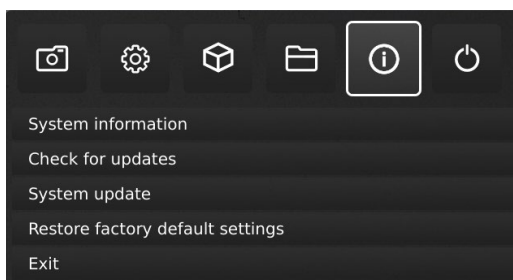 System information
Check for updates
System update
Restore factory default settings
Exit